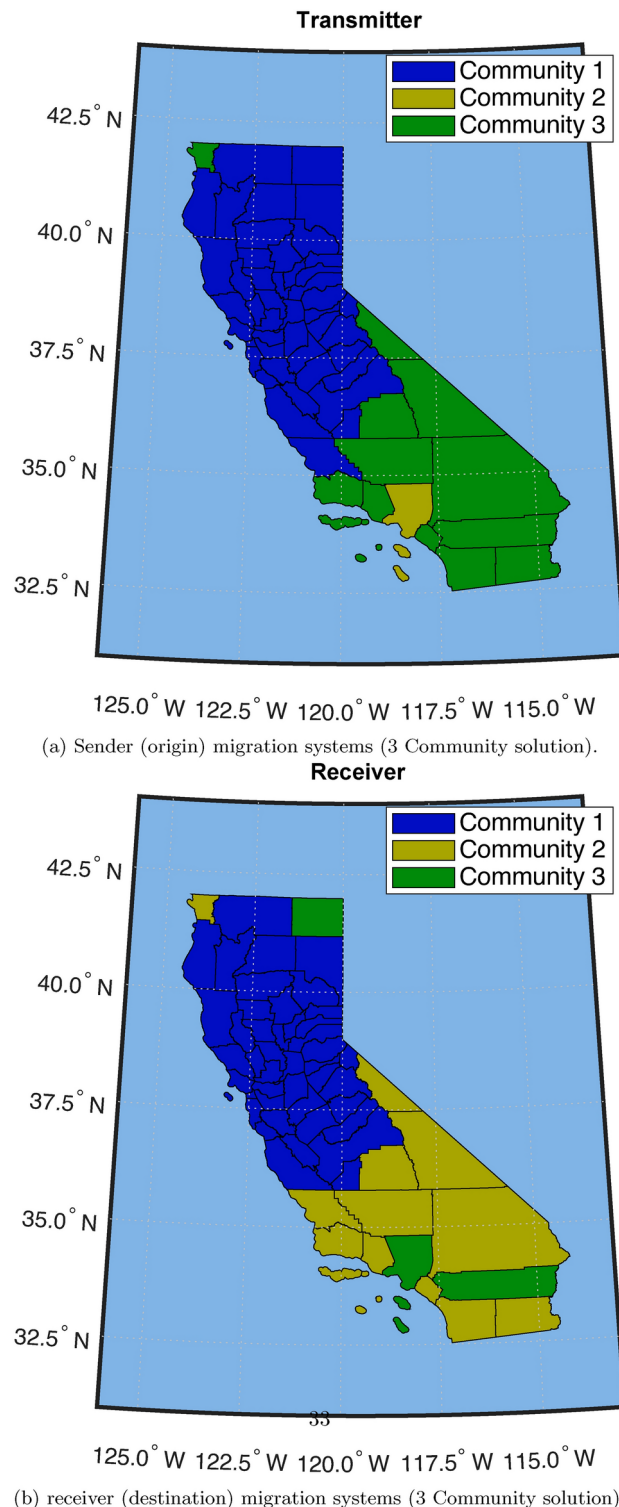 Transmitter
Community 1
Community 2
Community 3
42.5° N
40.0° N
37.5° N
35.0° N
32.5° N
125.0° W 122.5° W 120.0° W 117.5° W 115.0° W
(a) Sender (origin) migration systems (3 Community solution).
Receiver
Community 1
Community 2
Community 3
42.5° N
40.0° N
37.5° N
35.0° N
32.5° N
33
125.0° W 122.5° W 120.0° W 117.5° W 115.0° W
(b) receiver (destination) migration systems (3 Community solution)